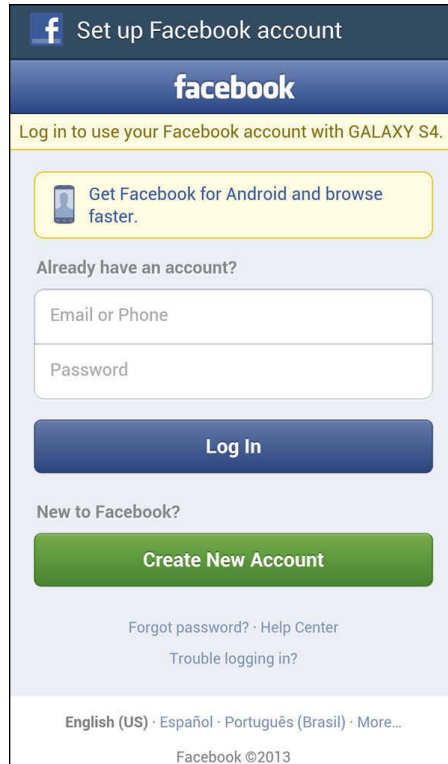 Set up Facebook account
facebook
Log in to use your Facebook account with GALAXY S4.
Get Facebook for Android and browse
faster.
Already have an account?
Email or Phone
Password
Log In
New to Facebook?
Create New Account
Forgot password? · Help Center
Trouble logging in?
English (US) · Español · Português (Brasil) · More...
Facebook ©2013